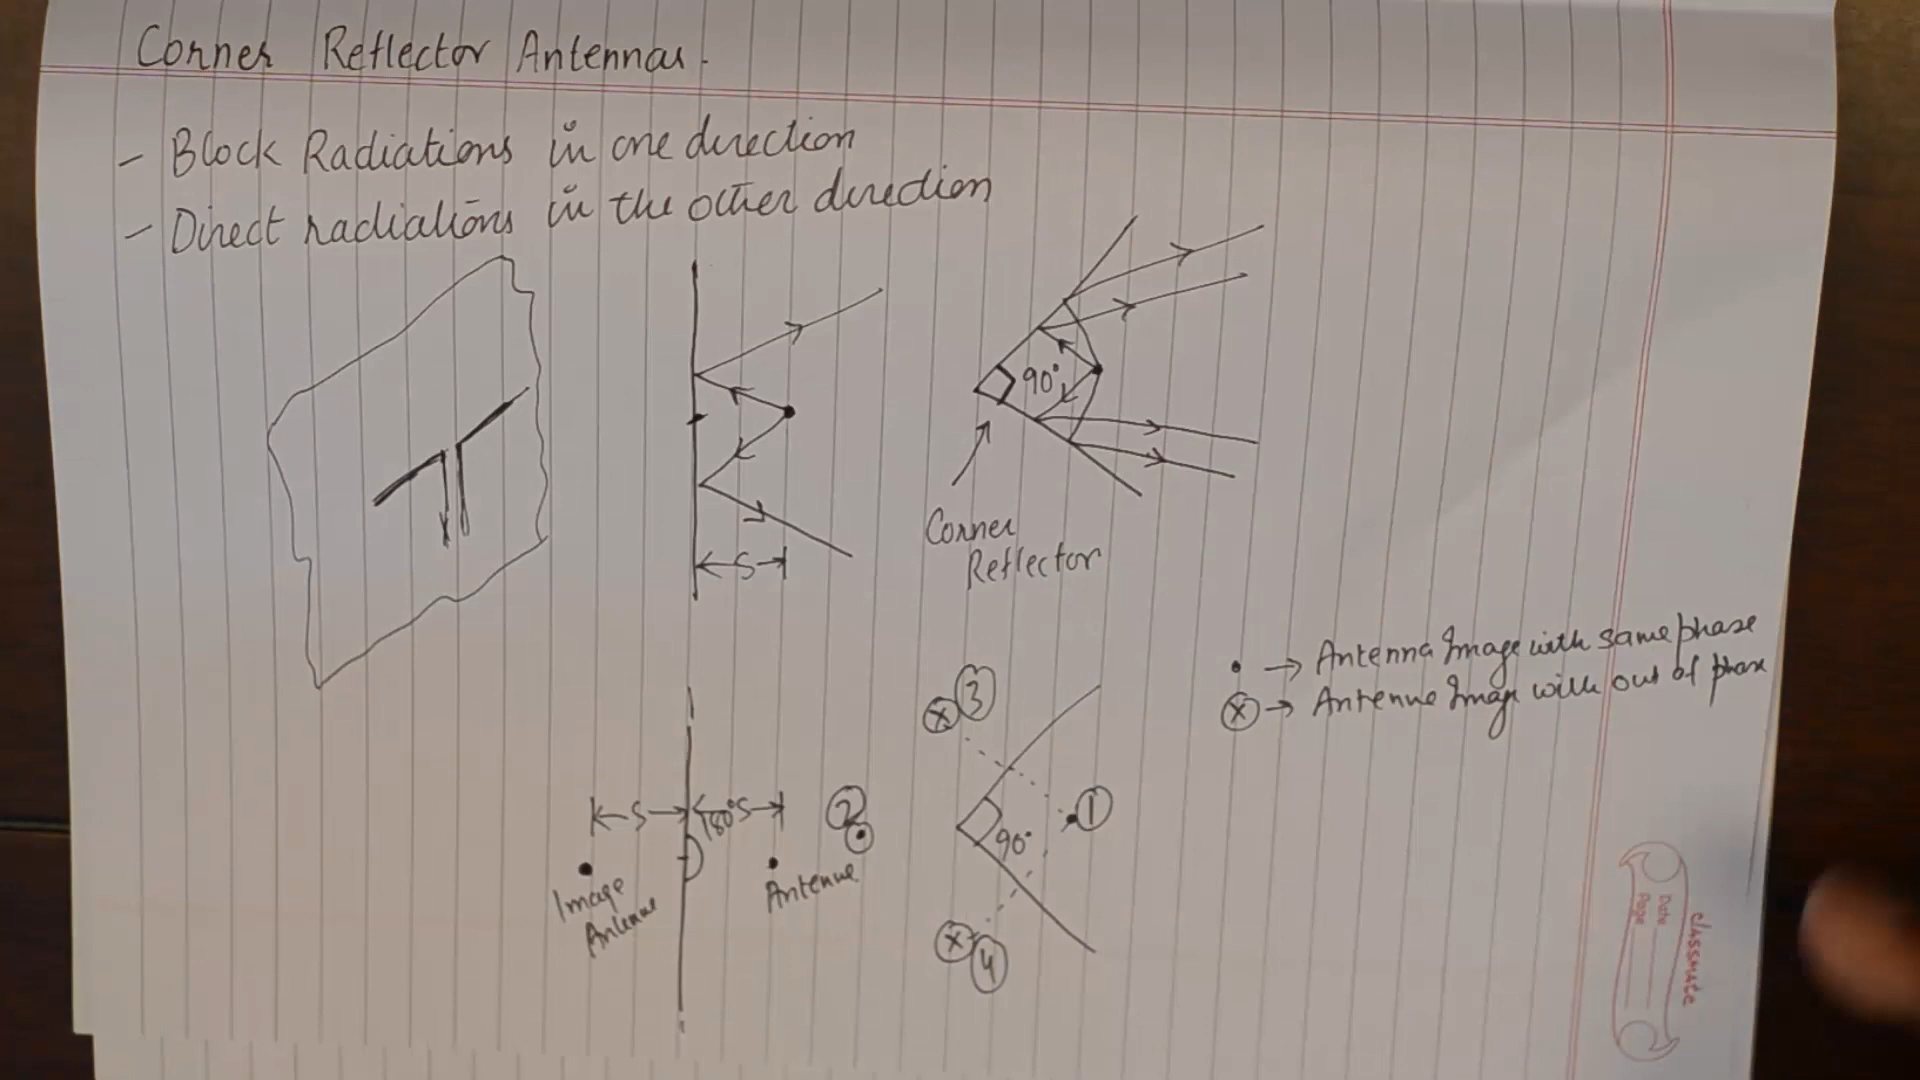 Corner Reflector Antennas.
- Block Radiations in one direction
- Direct radiations in the other direction
90°
S
Corner
Reflector
• → Antenna Image with same phase
ⓧ → Antenna Image with out of phase
③
ⓧ
S
180°
S
②
①
90°
Image
Antenna
Antenna
ⓧ
④
classmate
Date
Page